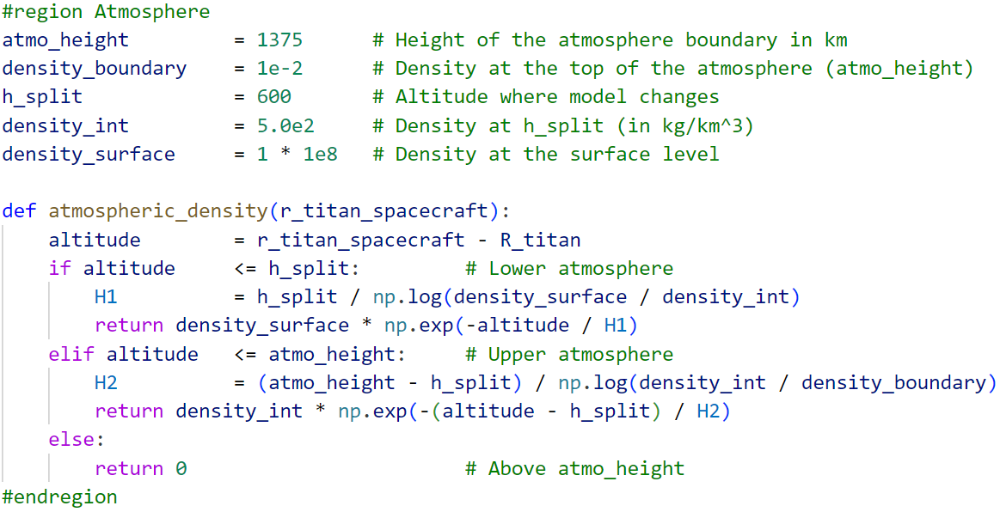 #region Atmosphere
atmo_height         = 1375      # Height of the atmosphere boundary in km
density_boundary    = 1e-2      # Density at the top of the atmosphere (atmo_height)
h_split             = 600       # Altitude where model changes
density_int         = 5.0e2     # Density at h_split (in kg/km^3)
density_surface     = 1 * 1e8   # Density at the surface level

def atmospheric_density(r_titan_spacecraft):
    altitude        = r_titan_spacecraft - R_titan
    if altitude     <= h_split:         # Lower atmosphere
        H1          = h_split / np.log(density_surface / density_int)
        return density_surface * np.exp(-altitude / H1)
    elif altitude   <= atmo_height:     # Upper atmosphere
        H2          = (atmo_height - h_split) / np.log(density_int / density_boundary)
        return density_int * np.exp(-(altitude - h_split) / H2)
    else:
        return 0                        # Above atmo_height
#endregion